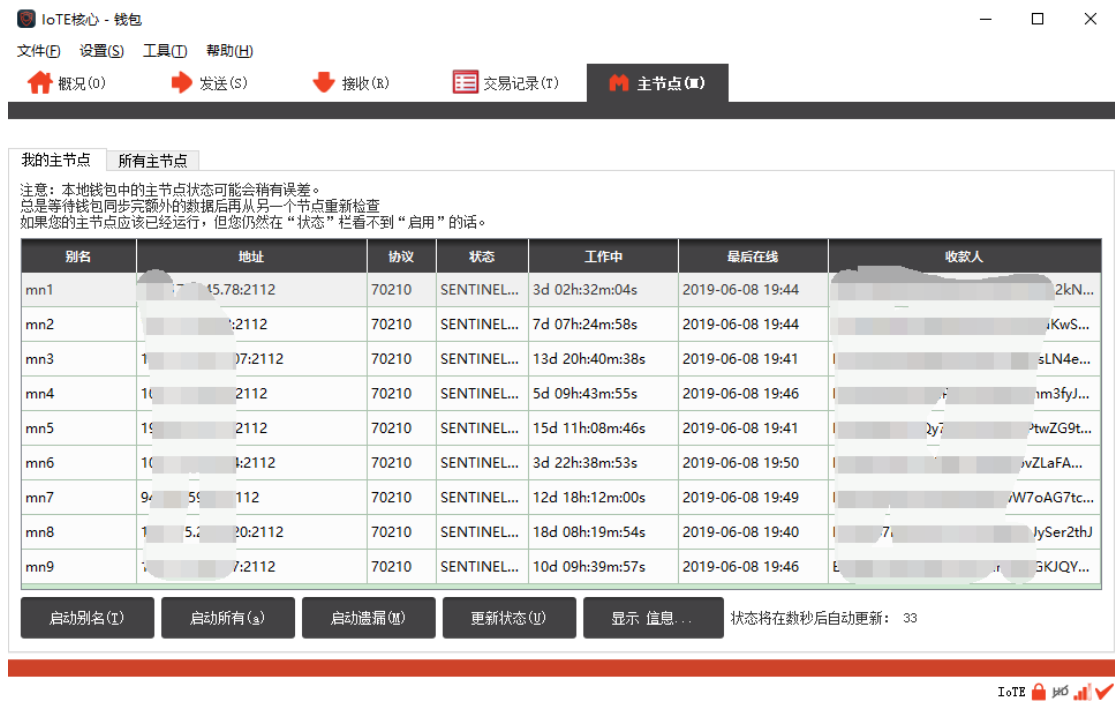 IoTE核心 - 钱包
文件(F) 设置(S) 工具(T) 帮助(H)
概况(O) 发送(S) 接收(R) 交易记录(T) 主节点(M)
我的主节点 所有主节点
注意: 本地钱包中的主节点状态可能会稍有误差。
总是等待钱包同步完额外的数据后再从另一个节点重新检查
如果您的主节点应该已经运行，但您仍然在“状态”栏看不到“启用”的话。
别名 地址 协议 状态 工作中 最后在线 收款人
mn1 45.78:2112 70210 SENTINEL... 3d 02h:32m:04s 2019-06-08 19:44 2kN...
mn2 :2112 70210 SENTINEL... 7d 07h:24m:58s 2019-06-08 19:44 KwS...
mn3 07:2112 70210 SENTINEL... 13d 20h:40m:38s 2019-06-08 19:41 sLN4e...
mn4 2112 70210 SENTINEL... 5d 09h:43m:55s 2019-06-08 19:46 m3fyJ...
mn5 19 2112 70210 SENTINEL... 15d 11h:08m:46s 2019-06-08 19:41 PtwZG9t...
mn6 :2112 70210 SENTINEL... 3d 22h:38m:53s 2019-06-08 19:50 vZLaFA...
mn7 94 59 112 70210 SENTINEL... 12d 18h:12m:00s 2019-06-08 19:49 W7oAG7tc...
mn8 20:2112 70210 SENTINEL... 18d 08h:19m:54s 2019-06-08 19:40 JySer2thJ
mn9 :2112 70210 SENTINEL... 10d 09h:39m:57s 2019-06-08 19:46 GKJQY...
启动别名(T) 启动所有(a) 启动遗漏(M) 更新状态(U) 显示 信息... 状态将在数秒后自动更新: 33
IoTE HD